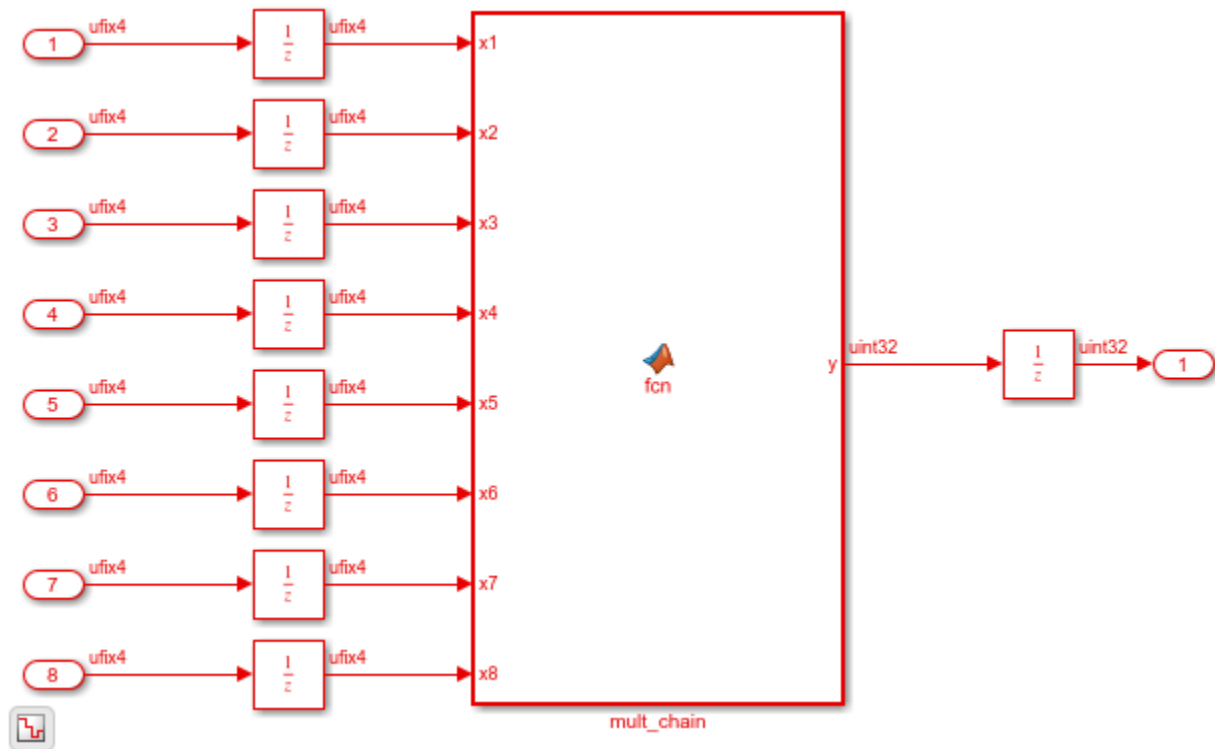 1 ufix4 1/z ufix4 x1
2 ufix4 1/z ufix4 x2
3 ufix4 1/z ufix4 x3
4 ufix4 1/z ufix4 x4
5 ufix4 1/z ufix4 x5
6 ufix4 1/z ufix4 x6
7 ufix4 1/z ufix4 x7
8 ufix4 1/z ufix4 x8
fcn
y uint32 1/z uint32 1
mult_chain